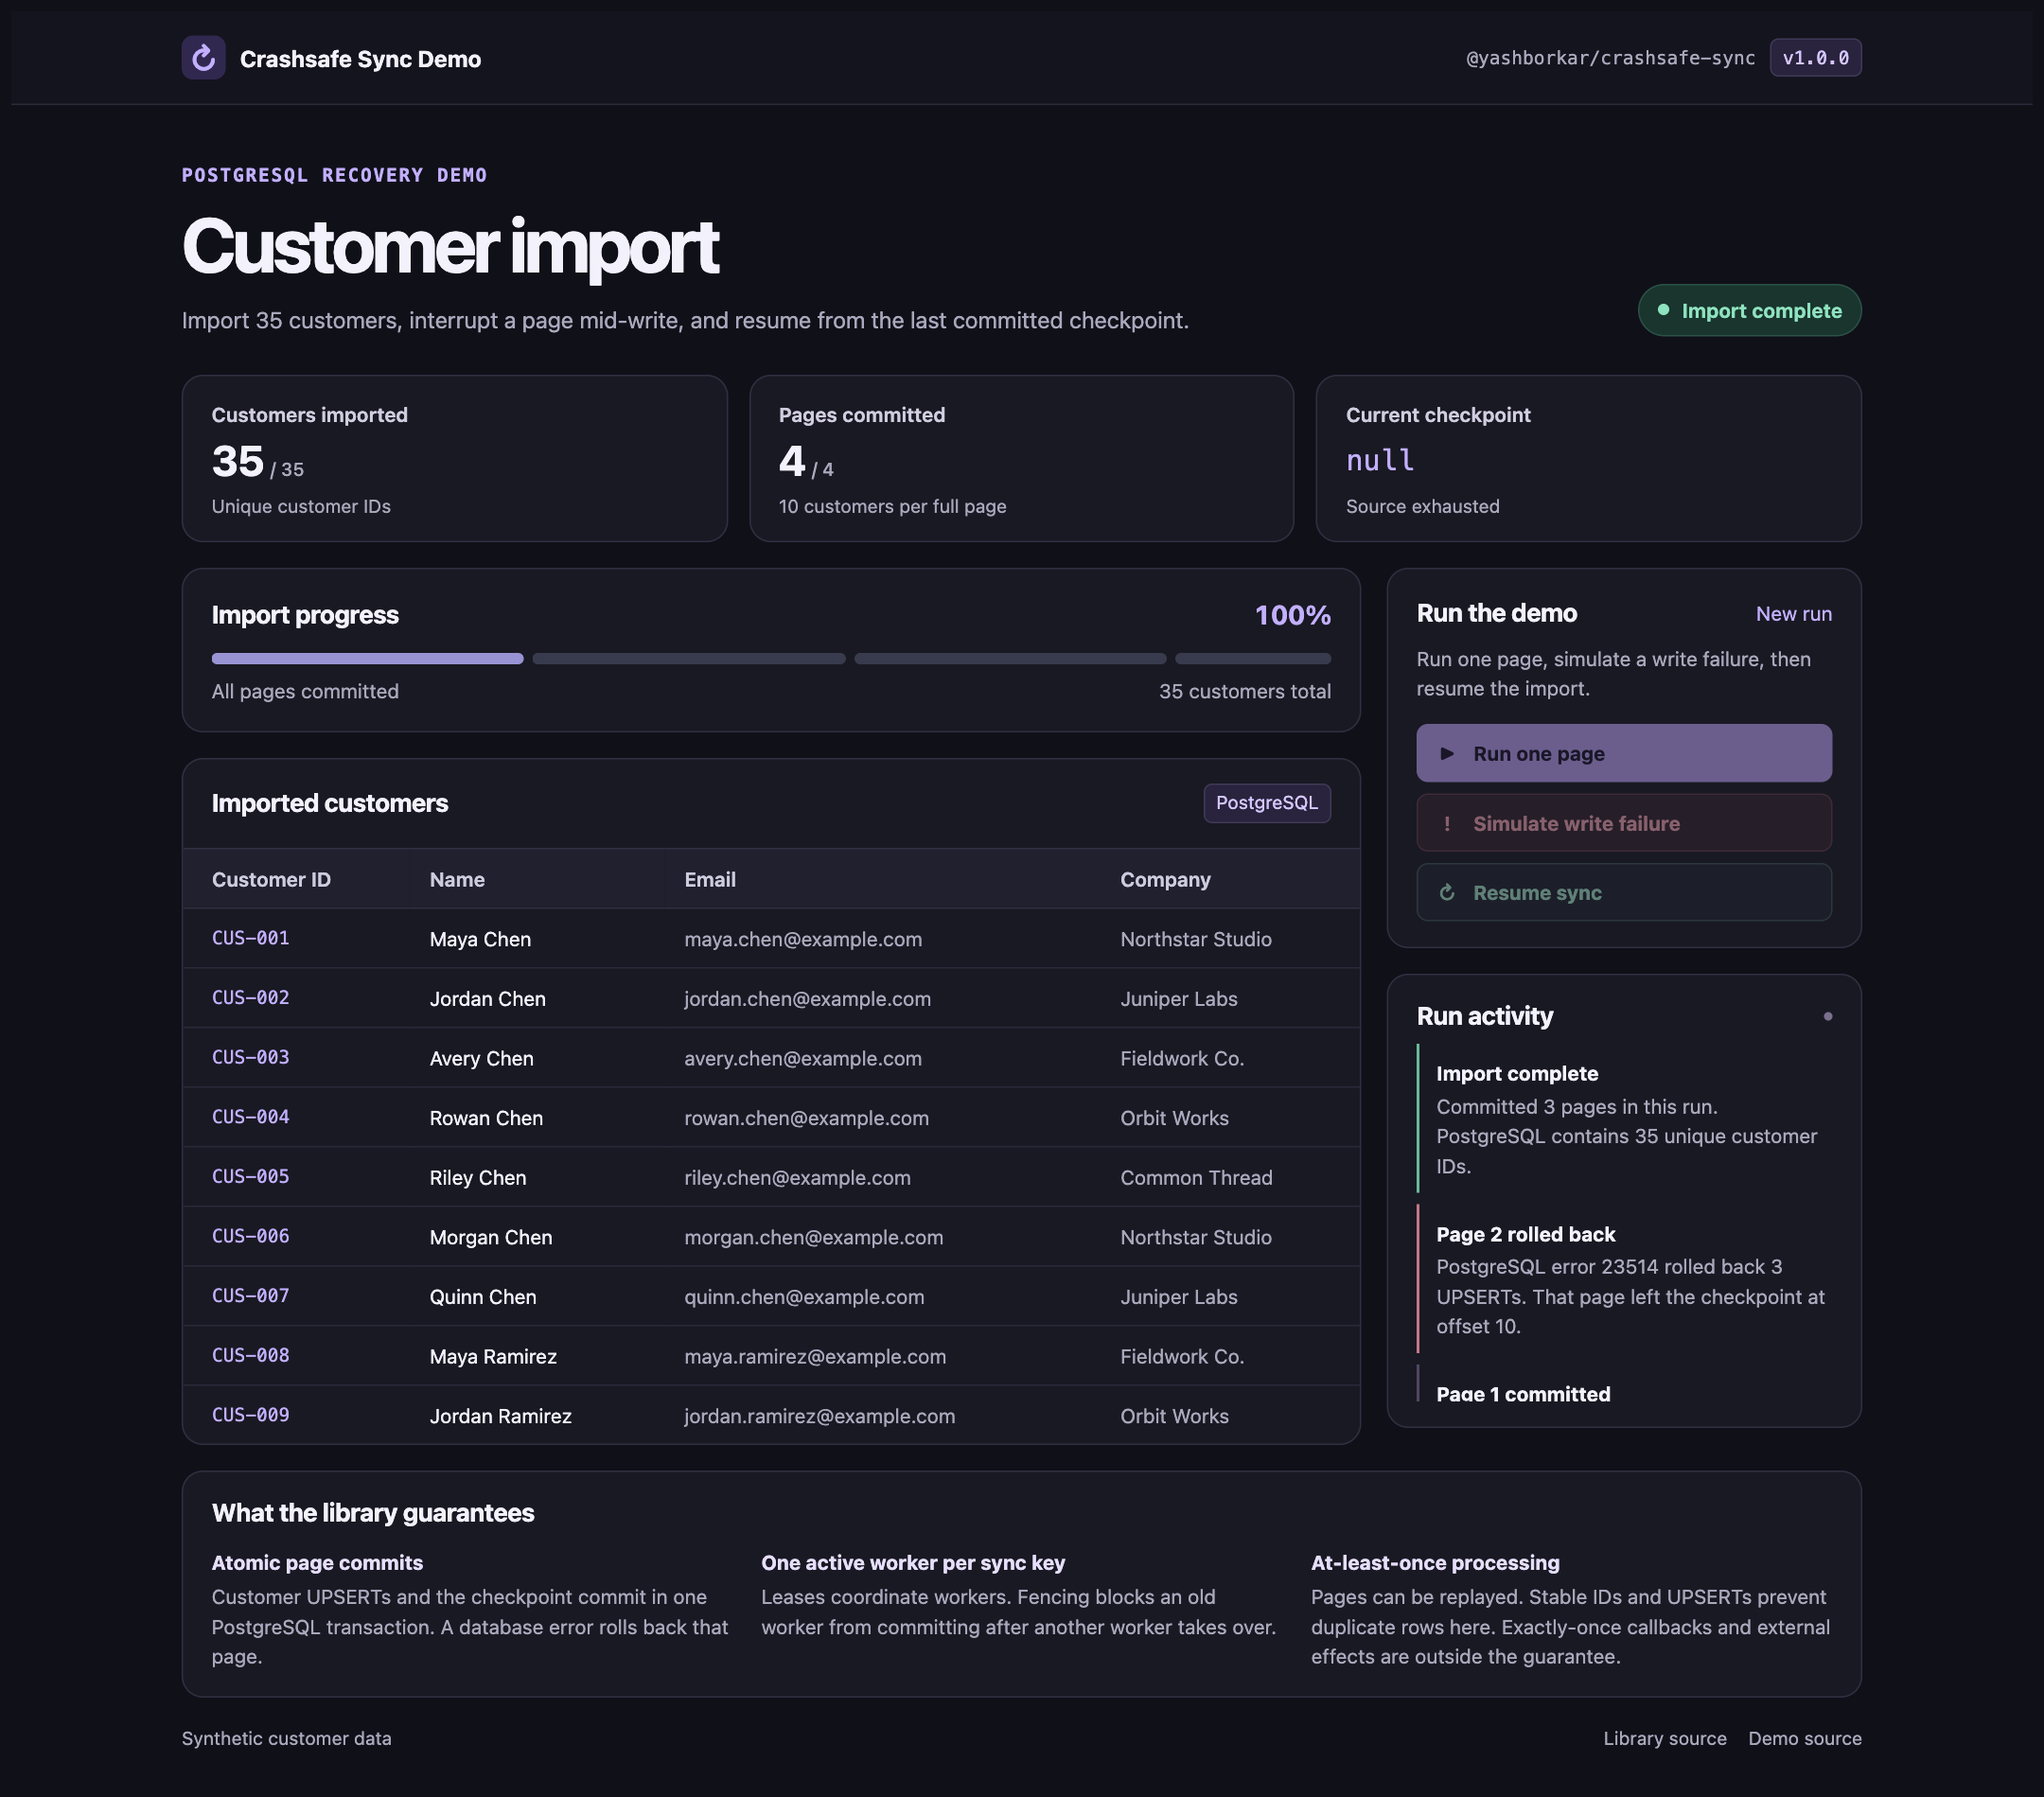 Crashsafe Sync Demo
@yashborkar/crashsafe-sync
v1.0.0
POSTGRESQL RECOVERY DEMO
Customer import
Import 35 customers, interrupt a page mid-write, and resume from the last committed checkpoint.
Import complete
Customers imported
35 / 35
Unique customer IDs
Pages committed
4 / 4
10 customers per full page
Current checkpoint
null
Source exhausted
Import progress
100%
All pages committed
35 customers total
Imported customers
PostgreSQL
Customer ID Name Email Company
CUS-001 Maya Chen maya.chen@example.com Northstar Studio
CUS-002 Jordan Chen jordan.chen@example.com Juniper Labs
CUS-003 Avery Chen avery.chen@example.com Fieldwork Co.
CUS-004 Rowan Chen rowan.chen@example.com Orbit Works
CUS-005 Riley Chen riley.chen@example.com Common Thread
CUS-006 Morgan Chen morgan.chen@example.com Northstar Studio
CUS-007 Quinn Chen quinn.chen@example.com Juniper Labs
CUS-008 Maya Ramirez maya.ramirez@example.com Fieldwork Co.
CUS-009 Jordan Ramirez jordan.ramirez@example.com Orbit Works
Run the demo
New run
Run one page, simulate a write failure, then
resume the import.
Run one page
! Simulate write failure
Resume sync
Run activity
Import complete
Committed 3 pages in this run.
PostgreSQL contains 35 unique customer
IDs.
Page 2 rolled back
PostgreSQL error 23514 rolled back 3
UPSERTs. That page left the checkpoint at
offset 10.
Page 1 committed
What the library guarantees
Atomic page commits
Customer UPSERTs and the checkpoint commit in one
PostgreSQL transaction. A database error rolls back that
page.
One active worker per sync key
Leases coordinate workers. Fencing blocks an old
worker from committing after another worker takes over.
At-least-once processing
Pages can be replayed. Stable IDs and UPSERTs prevent
duplicate rows here. Exactly-once callbacks and external
effects are outside the guarantee.
Synthetic customer data
Library source
Demo source